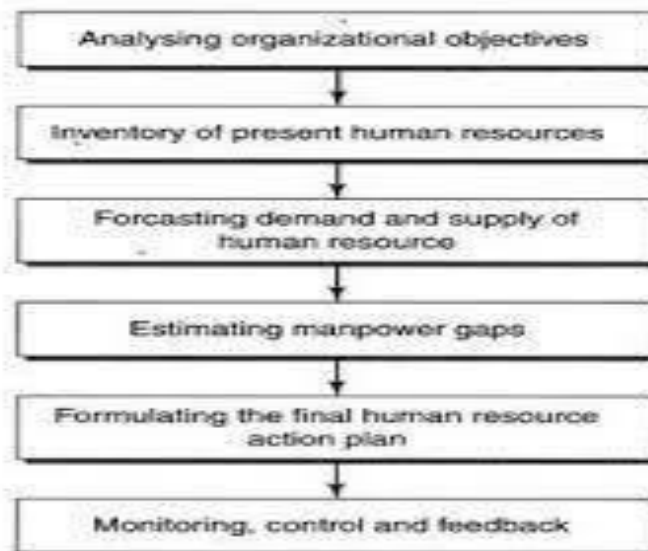 Analysing organizational objectives
Inventory of present human resources
Forcasting demand and supply of
human resource
Estimating manpower gaps
Formulating the final human resource
action plan
Monitoring, control and feedback